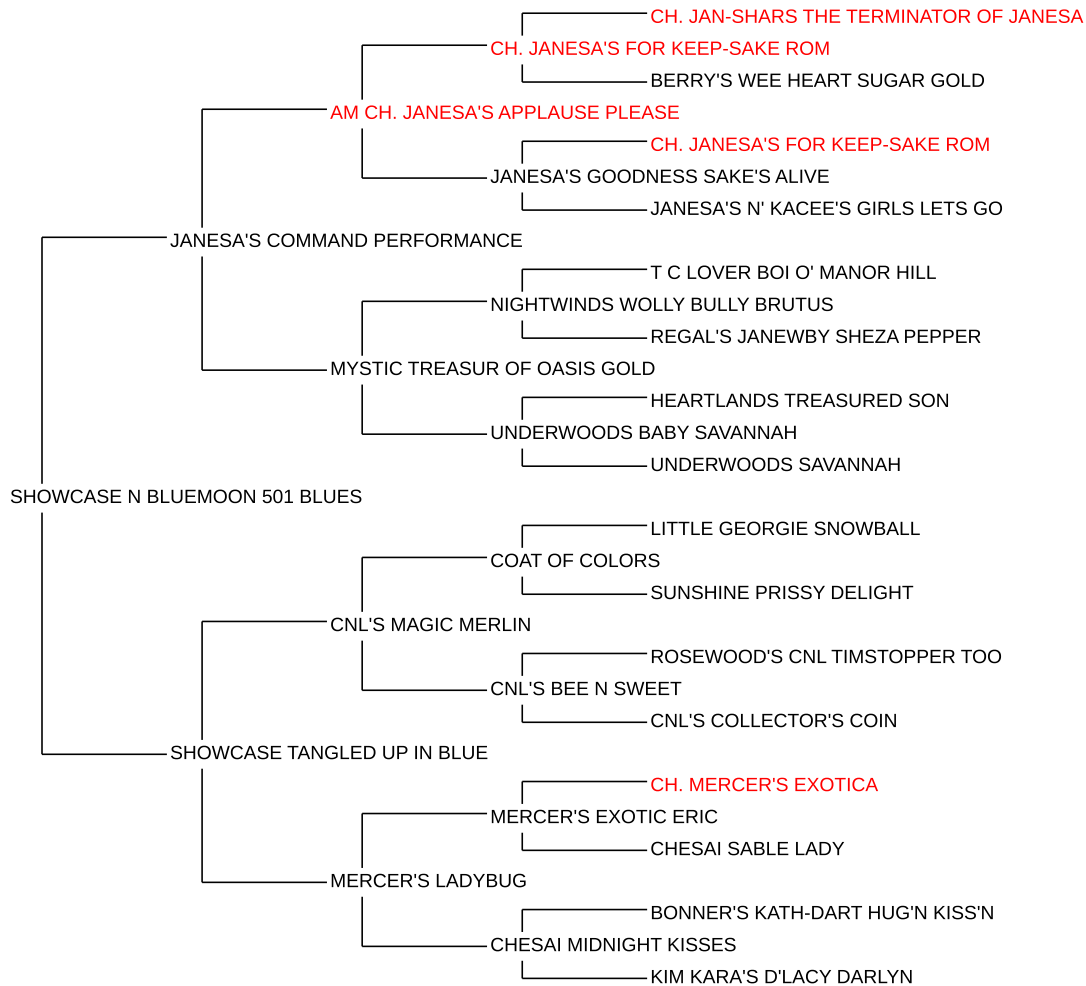 CH. JAN-SHARS THE TERMINATOR OF JANESA
CH. JANESA'S FOR KEEP-SAKE ROM
BERRY'S WEE HEART SUGAR GOLD
AM CH. JANESA'S APPLAUSE PLEASE
CH. JANESA'S FOR KEEP-SAKE ROM
JANESA'S GOODNESS SAKE'S ALIVE
JANESA'S N' KACEE'S GIRLS LETS GO
JANESA'S COMMAND PERFORMANCE
T C LOVER BOI O' MANOR HILL
NIGHTWINDS WOLLY BULLY BRUTUS
REGAL'S JANEWBY SHEZA PEPPER
MYSTIC TREASUR OF OASIS GOLD
HEARTLANDS TREASURED SON
UNDERWOODS BABY SAVANNAH
UNDERWOODS SAVANNAH
SHOWCASE N BLUEMOON 501 BLUES
LITTLE GEORGIE SNOWBALL
COAT OF COLORS
SUNSHINE PRISSY DELIGHT
CNL'S MAGIC MERLIN
ROSEWOOD'S CNL TIMSTOPPER TOO
CNL'S BEE N SWEET
CNL'S COLLECTOR'S COIN
SHOWCASE TANGLED UP IN BLUE
CH. MERCER'S EXOTICA
MERCER'S EXOTIC ERIC
CHESAI SABLE LADY
MERCER'S LADYBUG
BONNER'S KATH-DART HUG'N KISS'N
CHESAI MIDNIGHT KISSES
KIM KARA'S D'LACY DARLYN